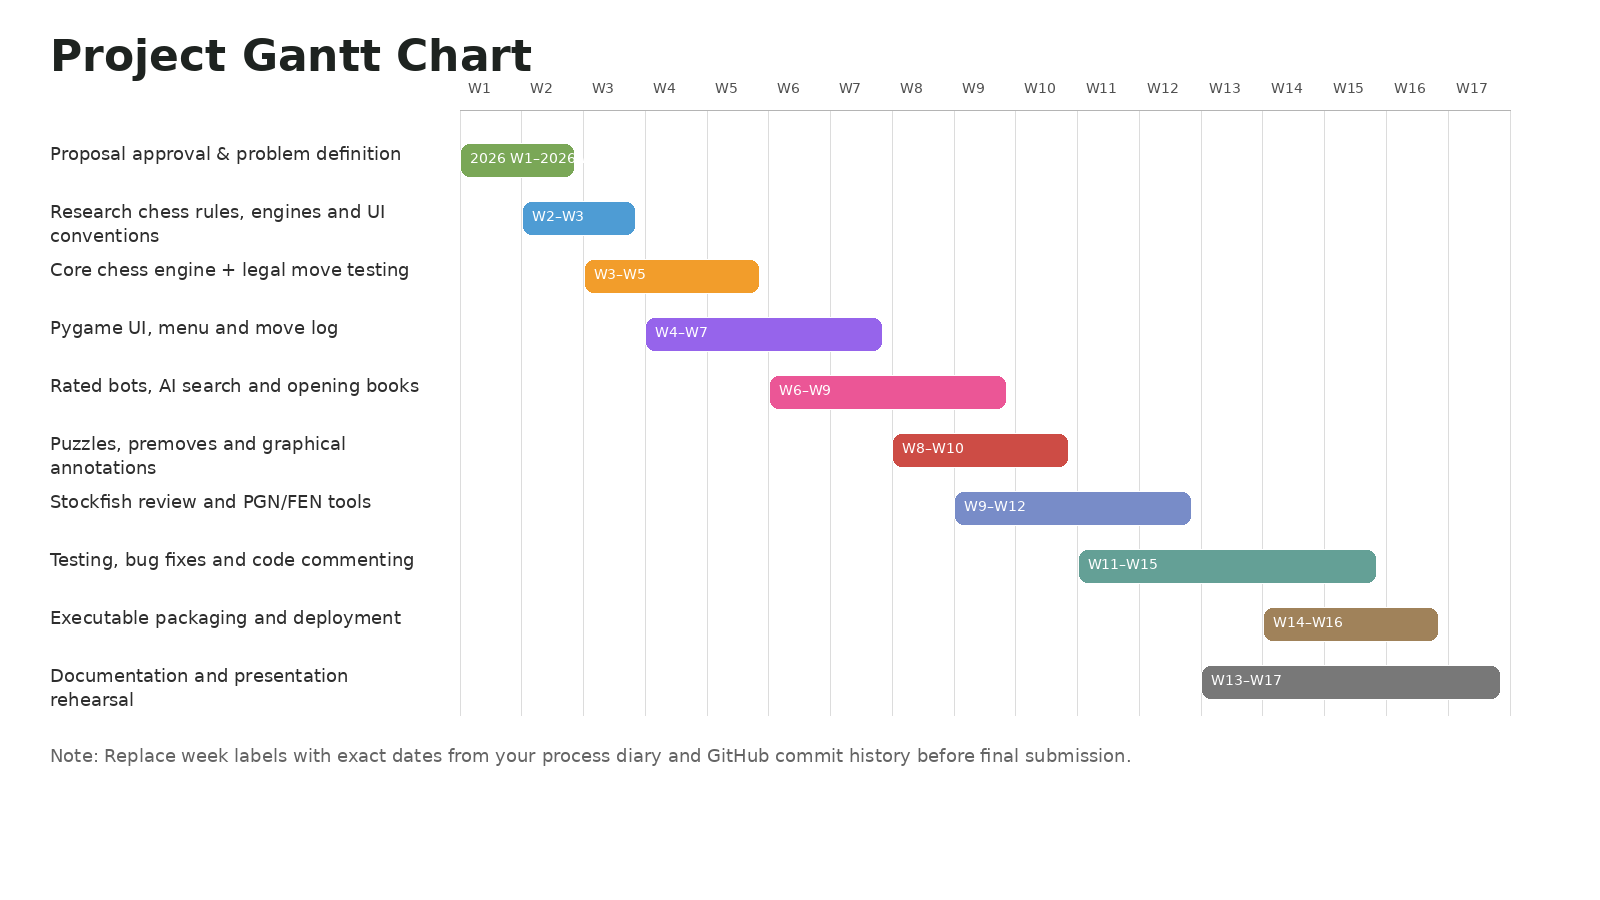 Project Gantt Chart
W1 W2 W3 W4 W5 W6 W7 W8 W9 W10 W11 W12 W13 W14 W15 W16 W17
Proposal approval & problem definition
2026 W1–2026
Research chess rules, engines and UI
conventions
W2–W3
Core chess engine + legal move testing
W3–W5
Pygame UI, menu and move log
W4–W7
Rated bots, AI search and opening books
W6–W9
Puzzles, premoves and graphical
annotations
W8–W10
Stockfish review and PGN/FEN tools
W9–W12
Testing, bug fixes and code commenting
W11–W15
Executable packaging and deployment
W14–W16
Documentation and presentation
rehearsal
W13–W17
Note: Replace week labels with exact dates from your process diary and GitHub commit history before final submission.